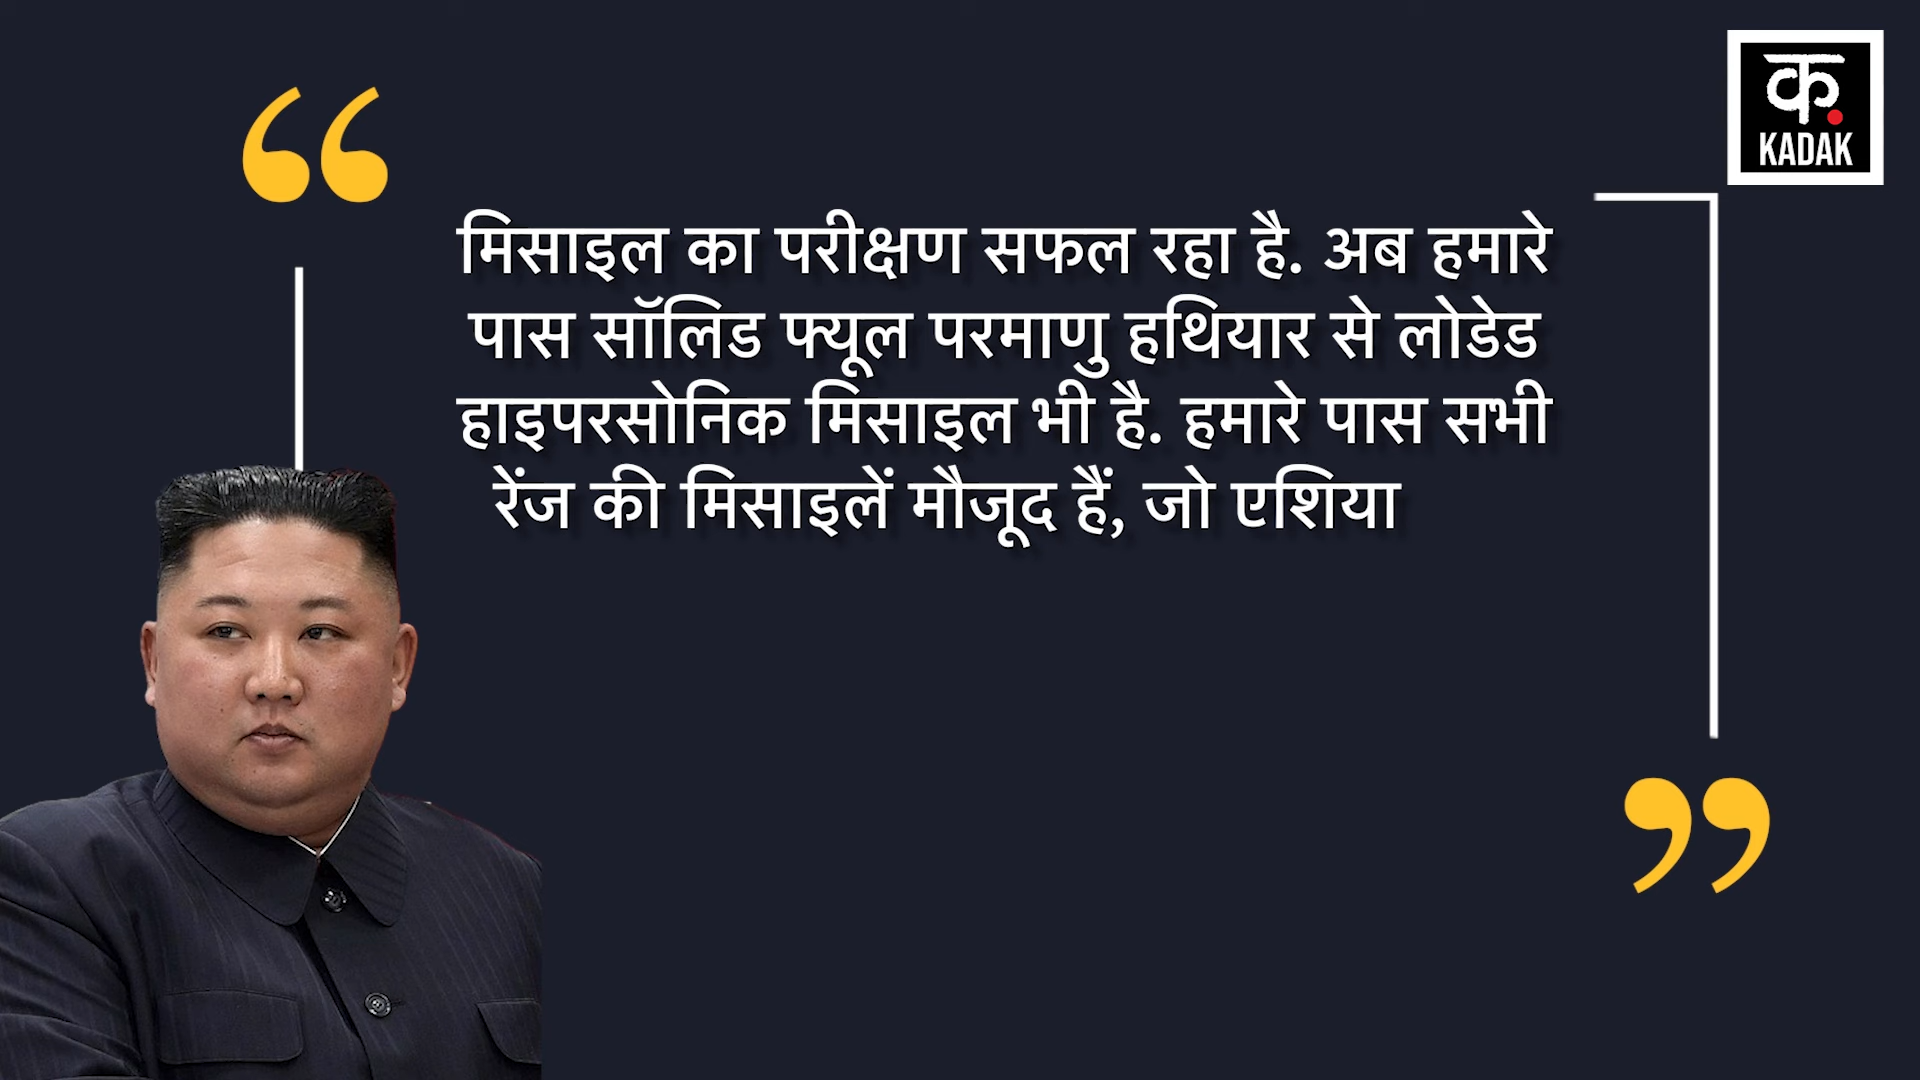 क
KADAK
मिसाइल का परीक्षण सफल रहा है. अब हमारे
पास सॉलिड फ्यूल परमाणु हथियार से लोडेड
हाइपरसोनिक मिसाइल भी है. हमारे पास सभी
रेंज की मिसाइलें मौजूद हैं, जो एशिया